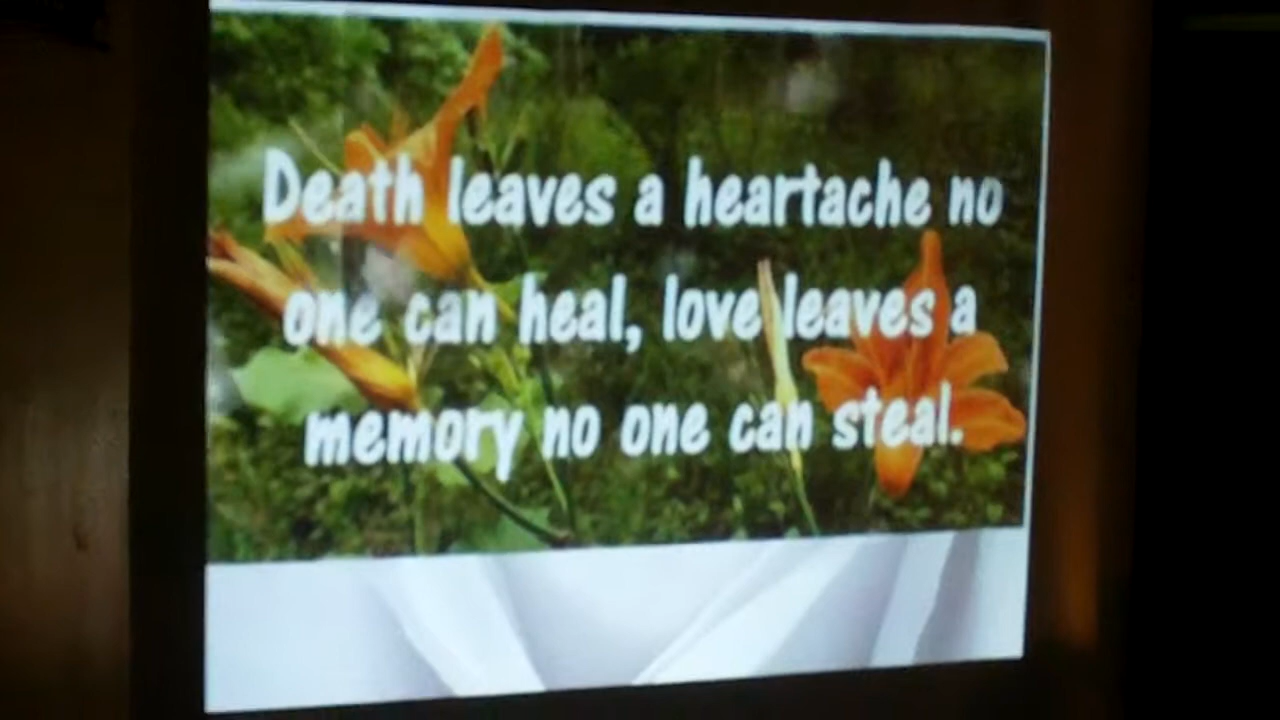 Death leaves a heartache no
one can heal, love leaves a
memory no one can steal.